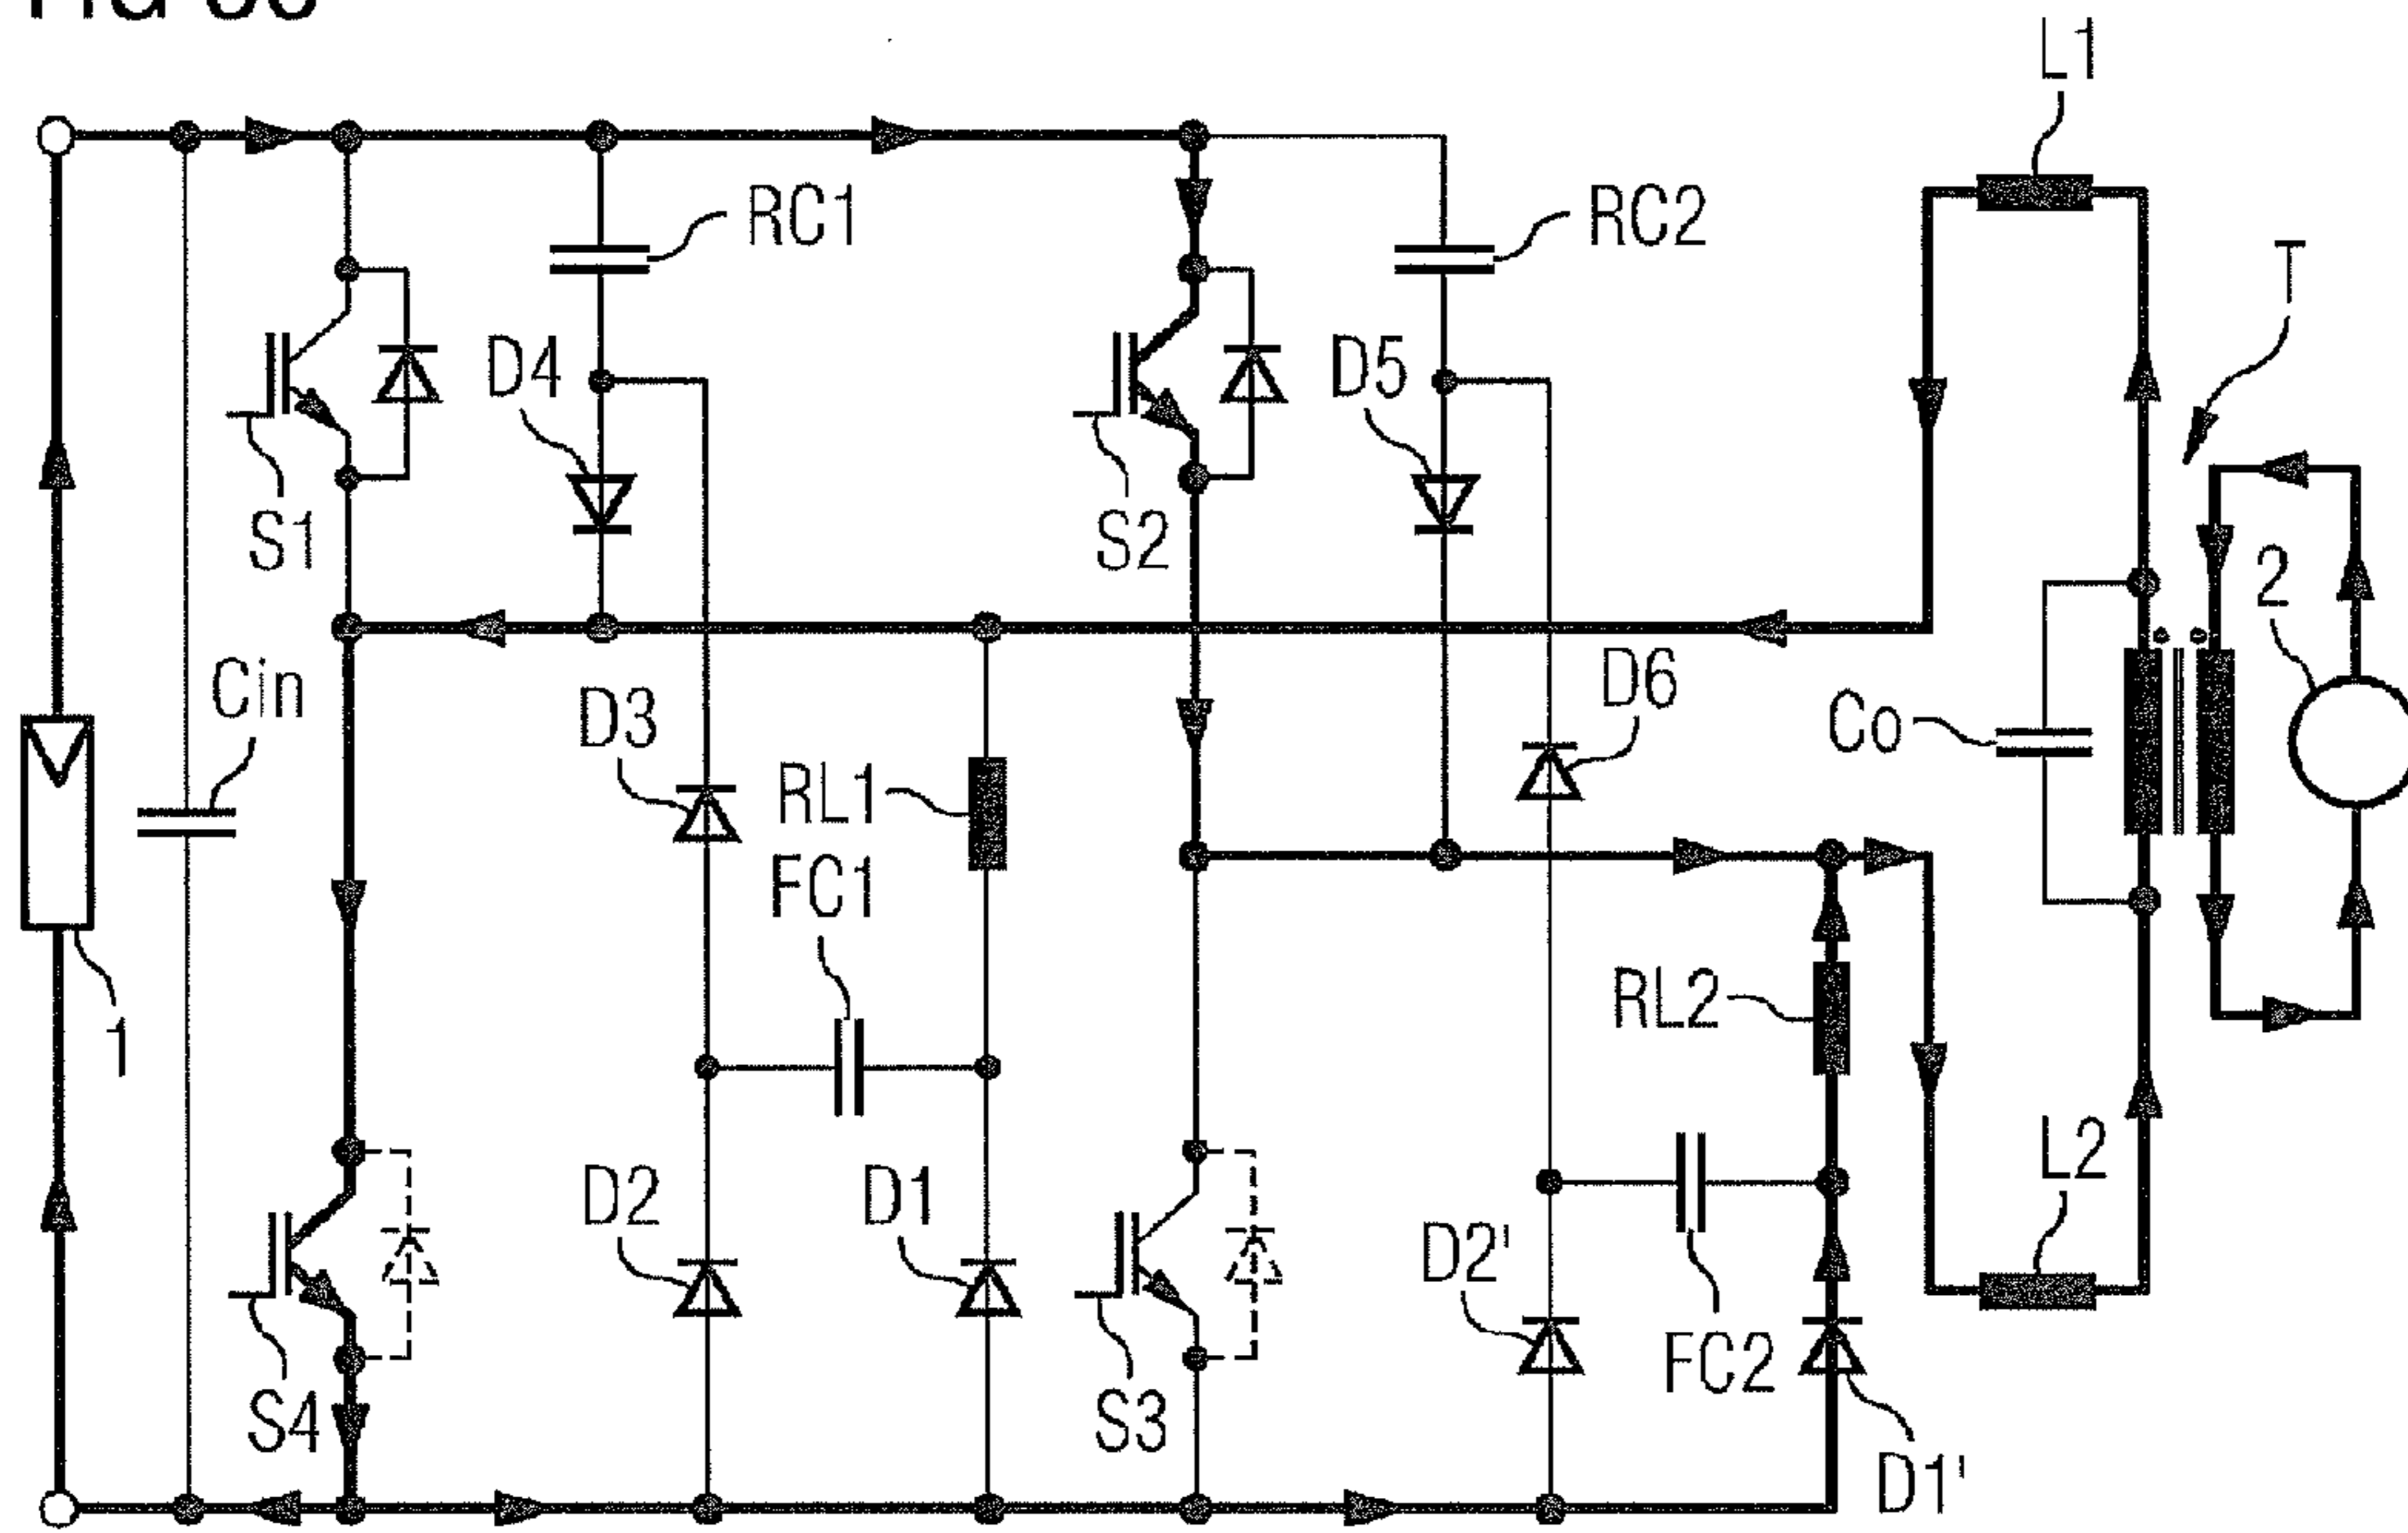 L1
RC1
RC2
T
D4
D5
S1
S2
2
Cin
D3
D6
RL1
Co
FC1
RL2
1
D2
D1
D2'
L2
FC2
S4
S3
D1'